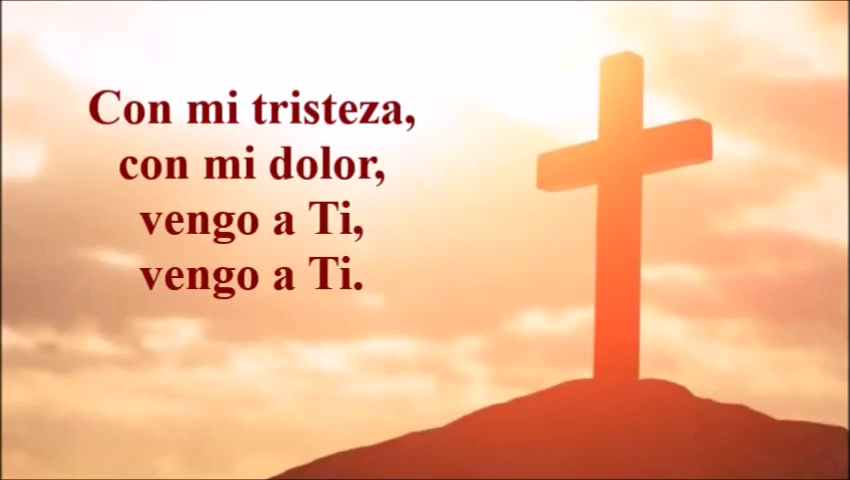 Con mi tristeza,
con mi dolor,
vengo a Ti,
vengo a Ti.